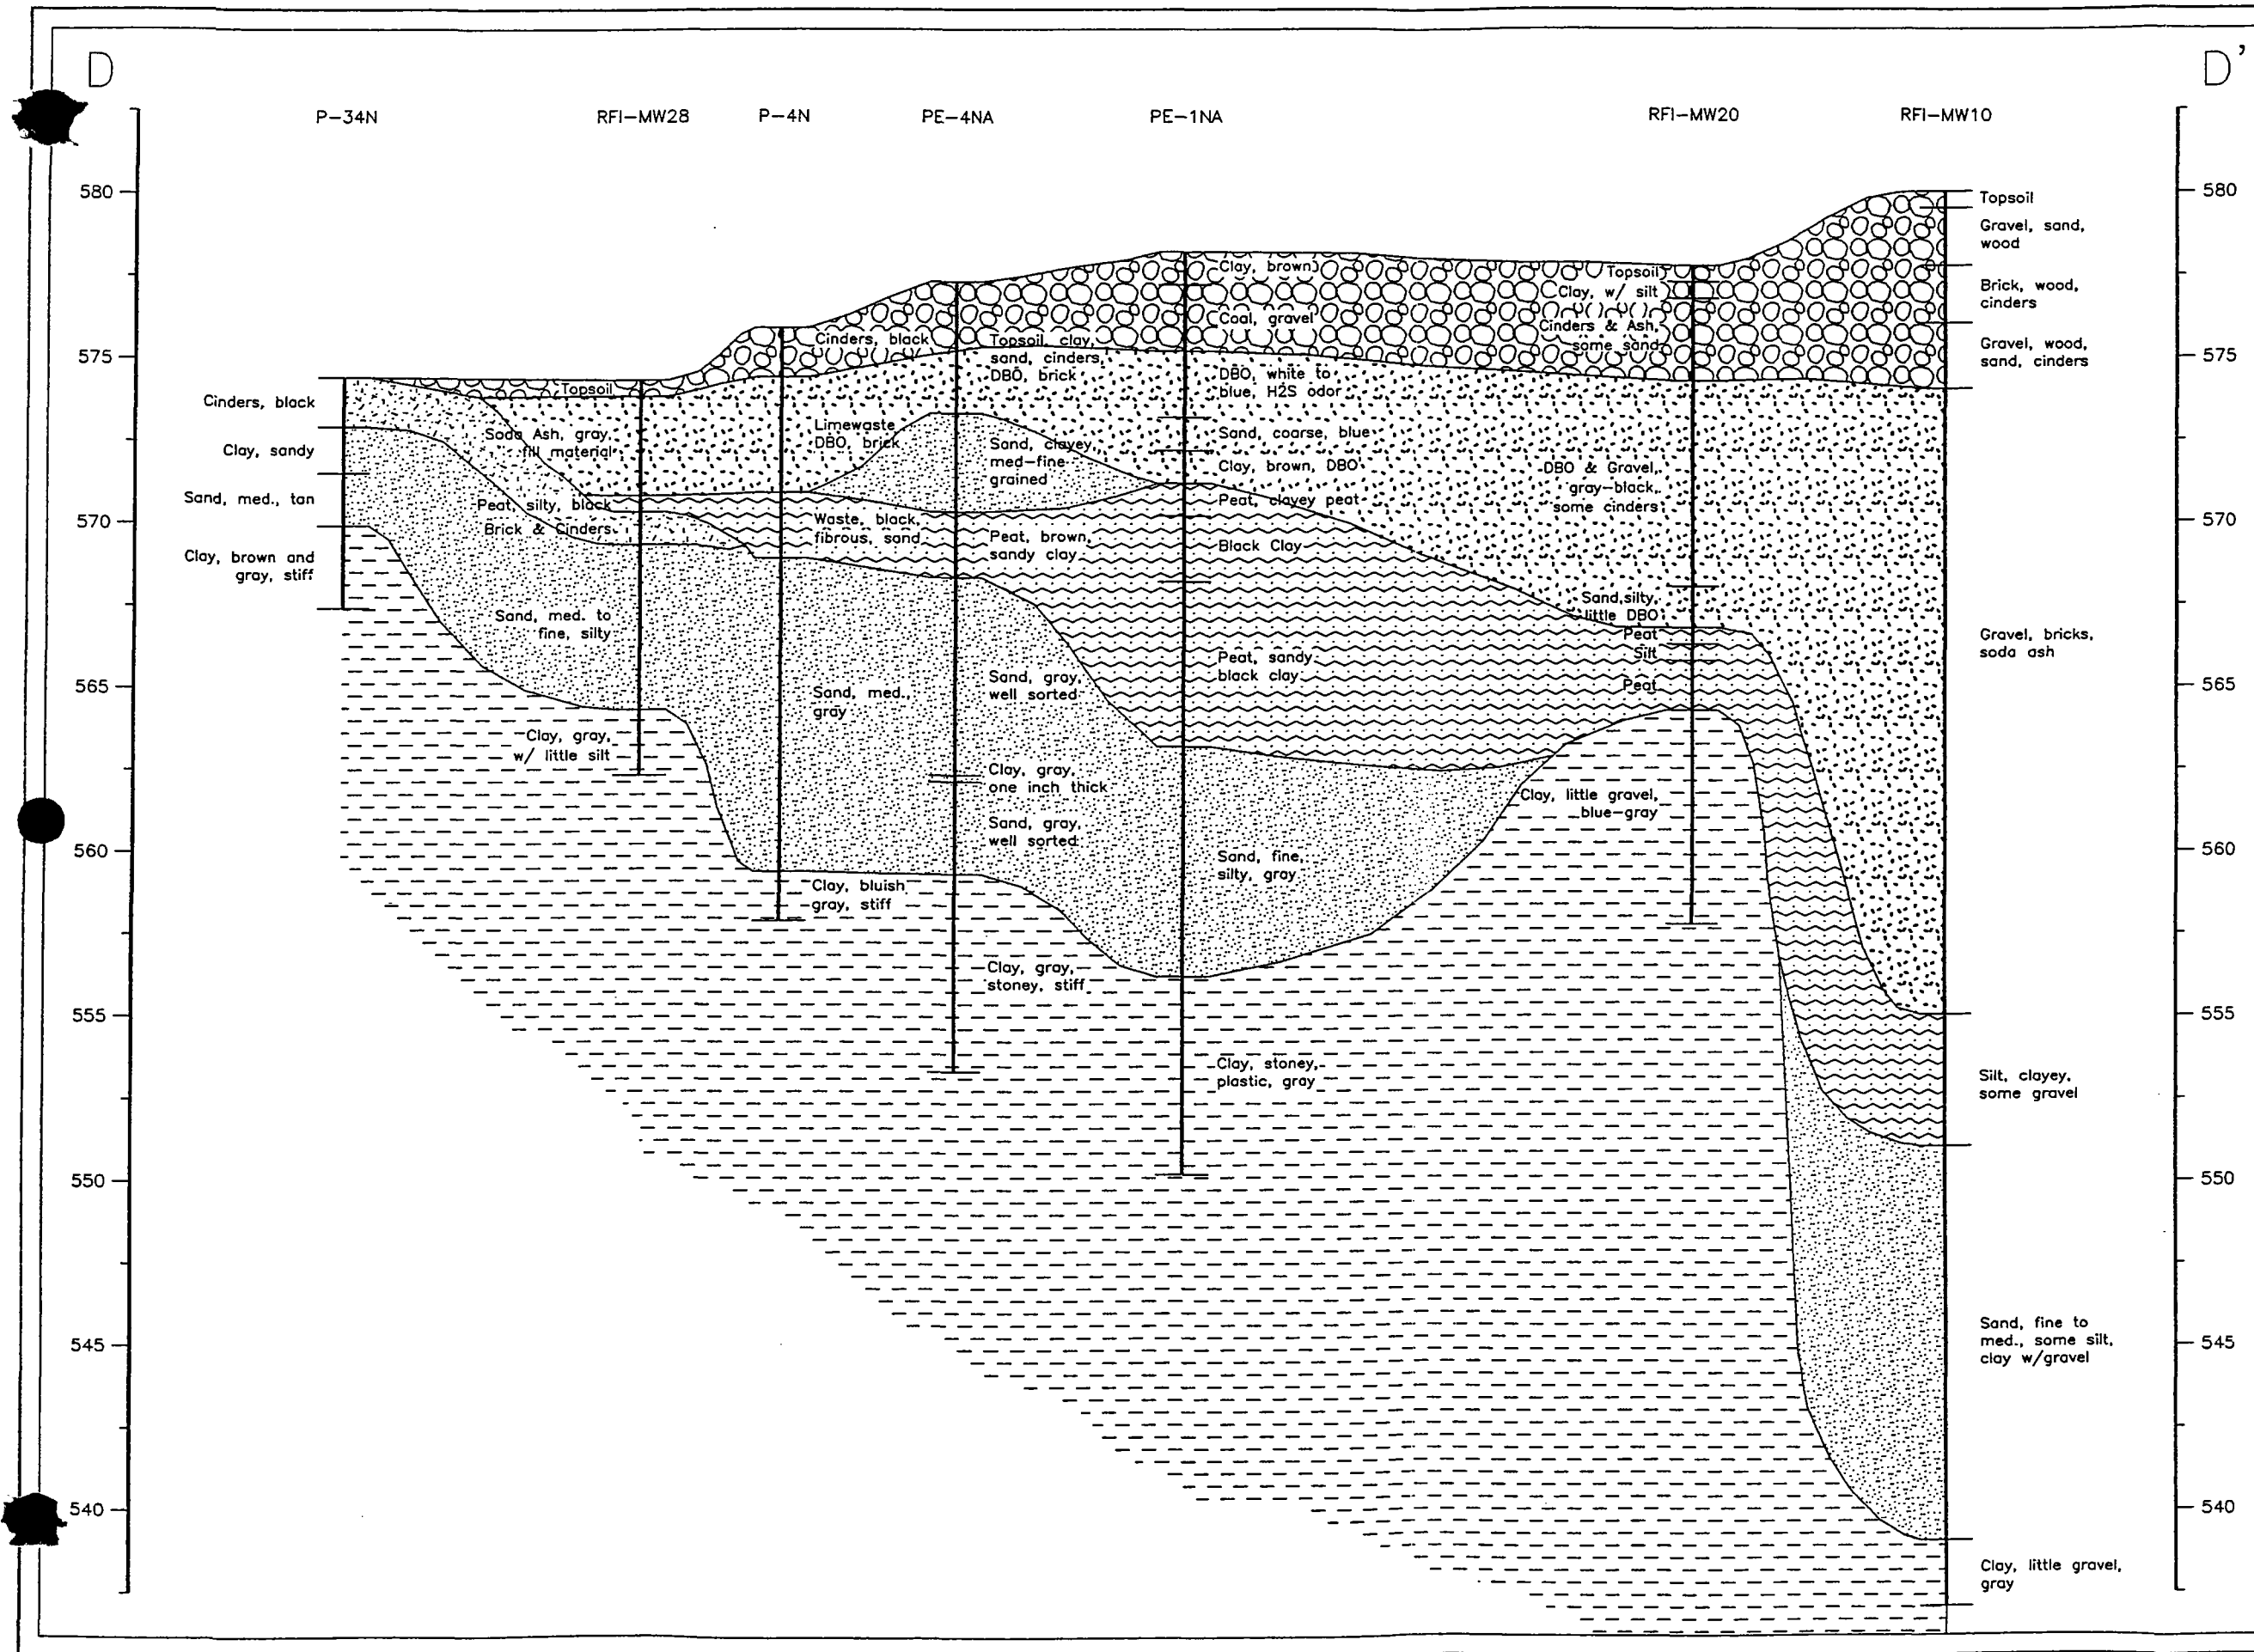 D
D'
P-34N
RFI-MW28
P-4N
PE-4NA
PE-1NA
RFI-MW20
RFI-MW10
580
575
570
565
560
555
550
545
540
Cinders, black
Clay, sandy
Sand, med., tan
Clay, brown and
gray, stiff
Topsoil
Soda Ash, gray,
fill material
Peat, silty, black
Brick & Cinders
Sand, med. to
fine, silty
Clay, gray,
w/ little silt
Cinders, black
Limewaste
DBO, brick
Waste, black,
fibrous, sand
Sand, med.,
gray
Clay, bluish
gray, stiff
Topsoil, clay,
sand, cinders,
DBO, brick
Sand, clayey
med-fine
grained
Peat, brown,
sandy clay
Sand, gray,
well sorted
Clay, gray,
one inch thick
Sand, gray,
well sorted
Clay, gray,
stoney, stiff
Clay, brown
Coal, gravel
DBO, white to
blue, H2S odor
Sand, coarse, blue
Clay, brown, DBO
Peat, clayey peat
Black Clay
Peat, sandy
black clay
Sand, fine,
silty, gray
Clay, stoney,
plastic, gray
Topsoil
Clay, w/ silt
Cinders & Ash,
some sand
DBO & Gravel,
gray-black,
some cinders
Sand, silty,
little DBO
Peat
Silt
Peat
Clay, little gravel,
blue-gray
Topsoil
Gravel, sand,
wood
Brick, wood,
cinders
Gravel, wood,
sand, cinders
Gravel, bricks,
soda ash
Silt, clayey,
some gravel
Sand, fine to
med., some silt,
clay w/gravel
Clay, little gravel,
gray
580
575
570
565
560
555
550
545
540